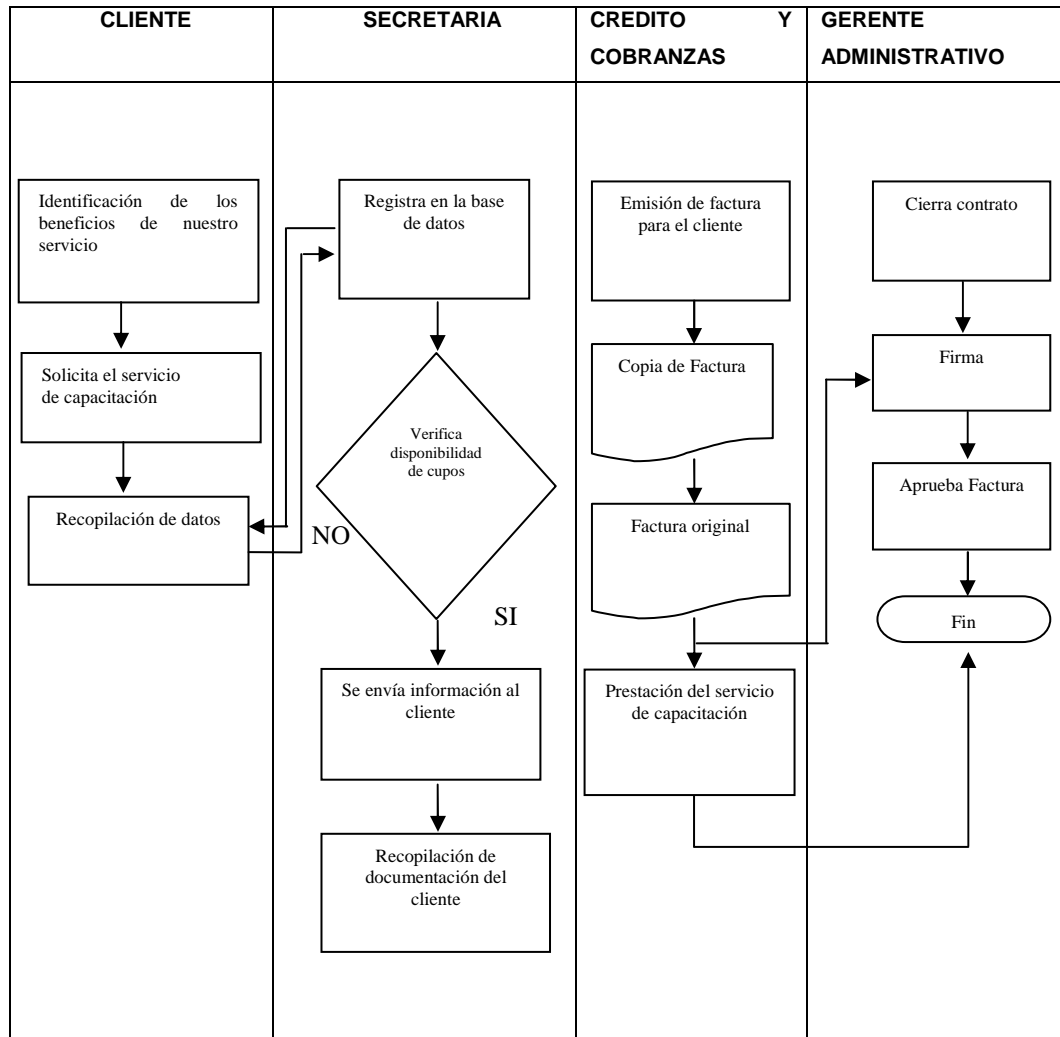 CLIENTE
SECRETARIA
CREDITO Y
COBRANZAS
GERENTE
ADMINISTRATIVO
Identificación de los
beneficios de nuestro
servicio
Solicita el servicio
de capacitación
Recopilación de datos
Registra en la base
de datos
Verifica
disponibilidad
de cupos
NO
SI
Se envía información al
cliente
Recopilación de
documentación del
cliente
Emisión de factura
para el cliente
Copia de Factura
Factura original
Prestación del servicio
de capacitación
Cierra contrato
Firma
Aprueba Factura
Fin